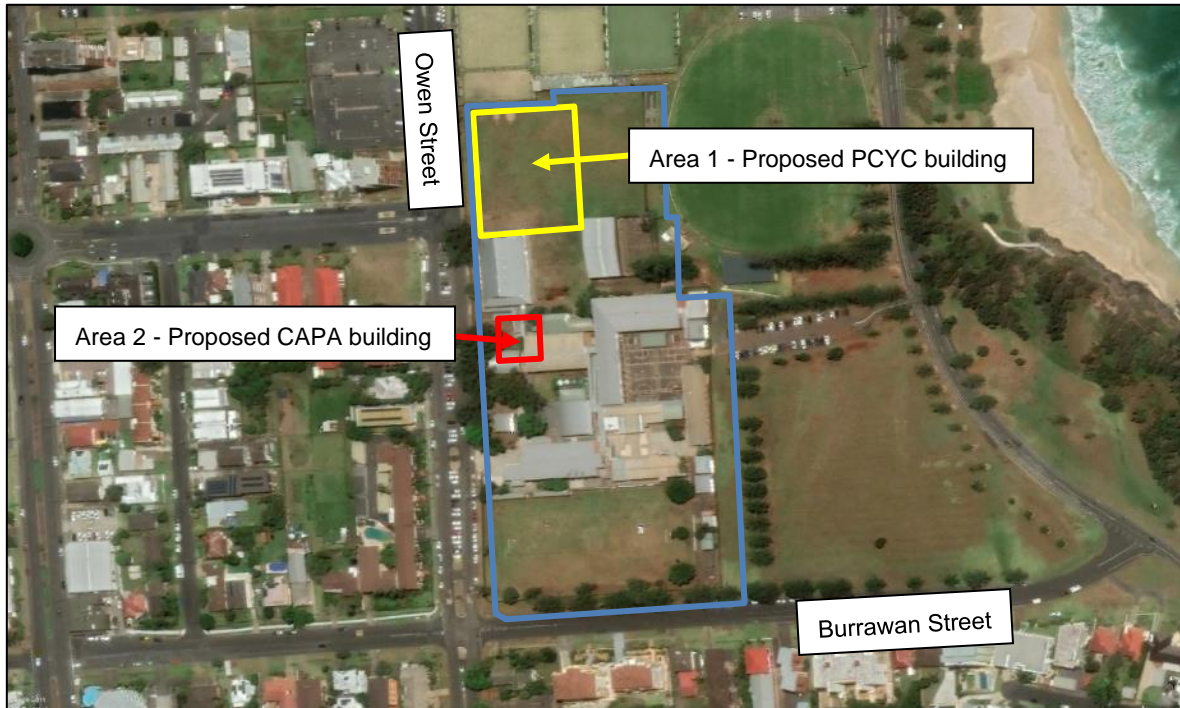 Owen Street
Area 1 - Proposed PCYC building
Area 2 - Proposed CAPA building
Burrawan Street